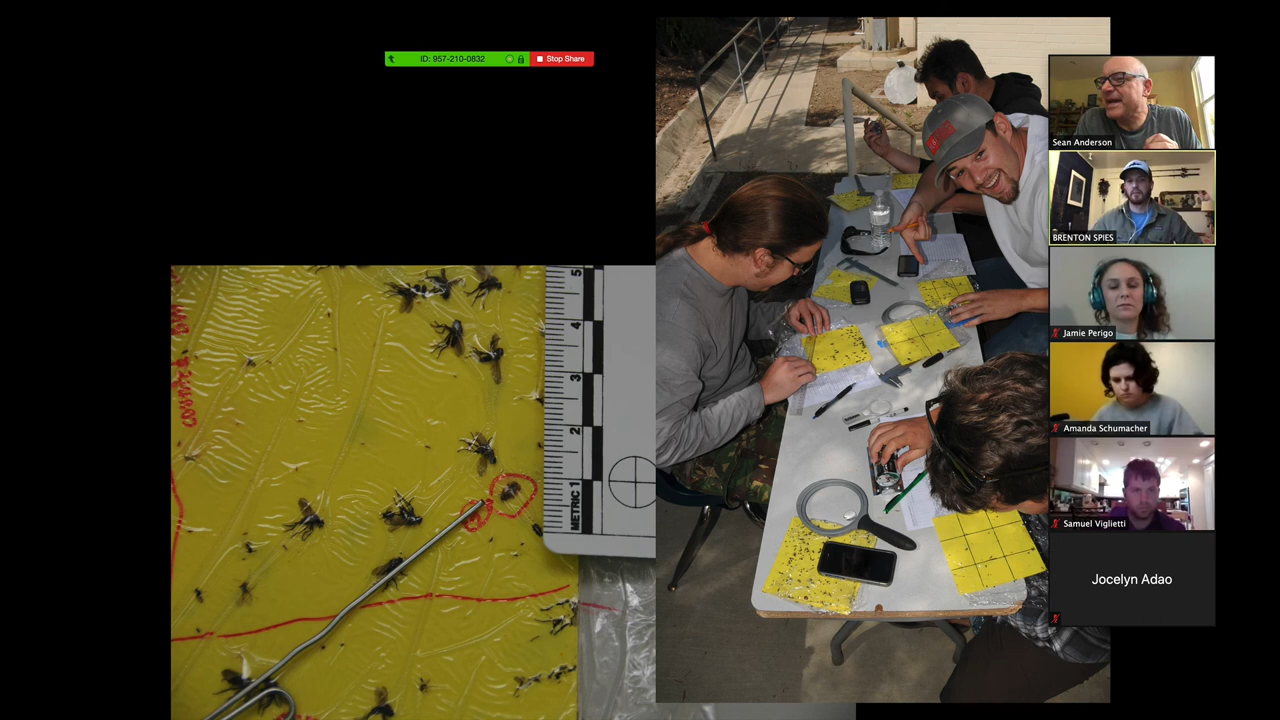 ID: 957-210-0832
Stop Share
Sean Anderson
BRENTON SPIES
Jamie Perigo
Amanda Schumacher
Samuel Viglietti
Jocelyn Adao
5
4
3
2
METRIC 1